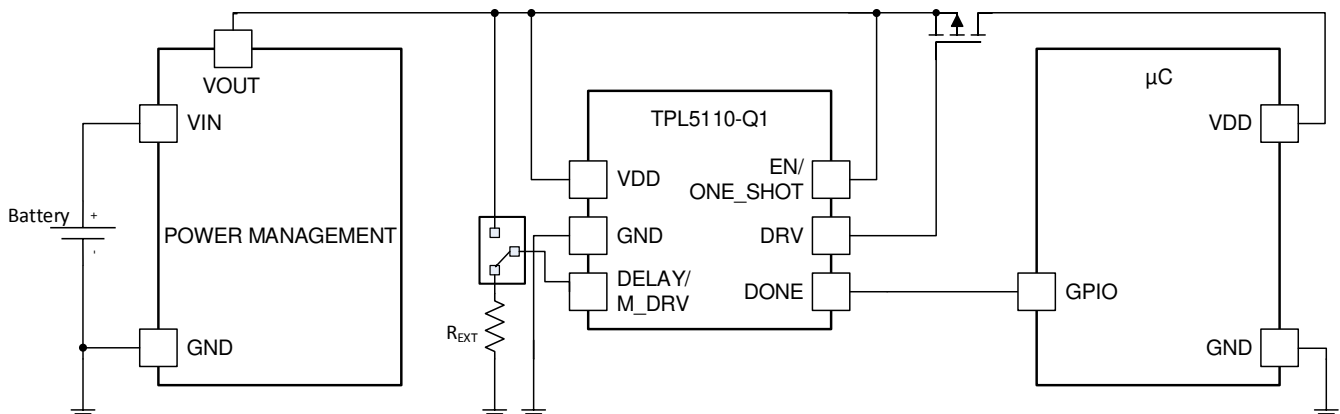 VOUT
VIN
POWER MANAGEMENT
GND
Battery
+
-
R_EXT
TPL5110-Q1
VDD
GND
DELAY/
M_DRV
EN/
ONE_SHOT
DRV
DONE
µC
VDD
GPIO
GND